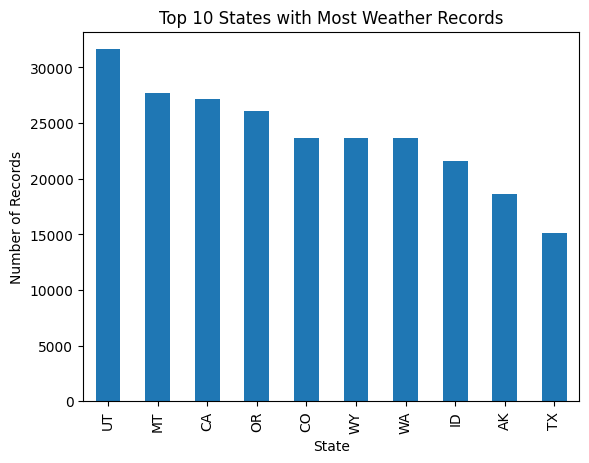 Top 10 States with Most Weather Records
Number of Records
30000
25000
20000
15000
10000
5000
0
UT MT CA OR CO WY WA ID AK TX
State